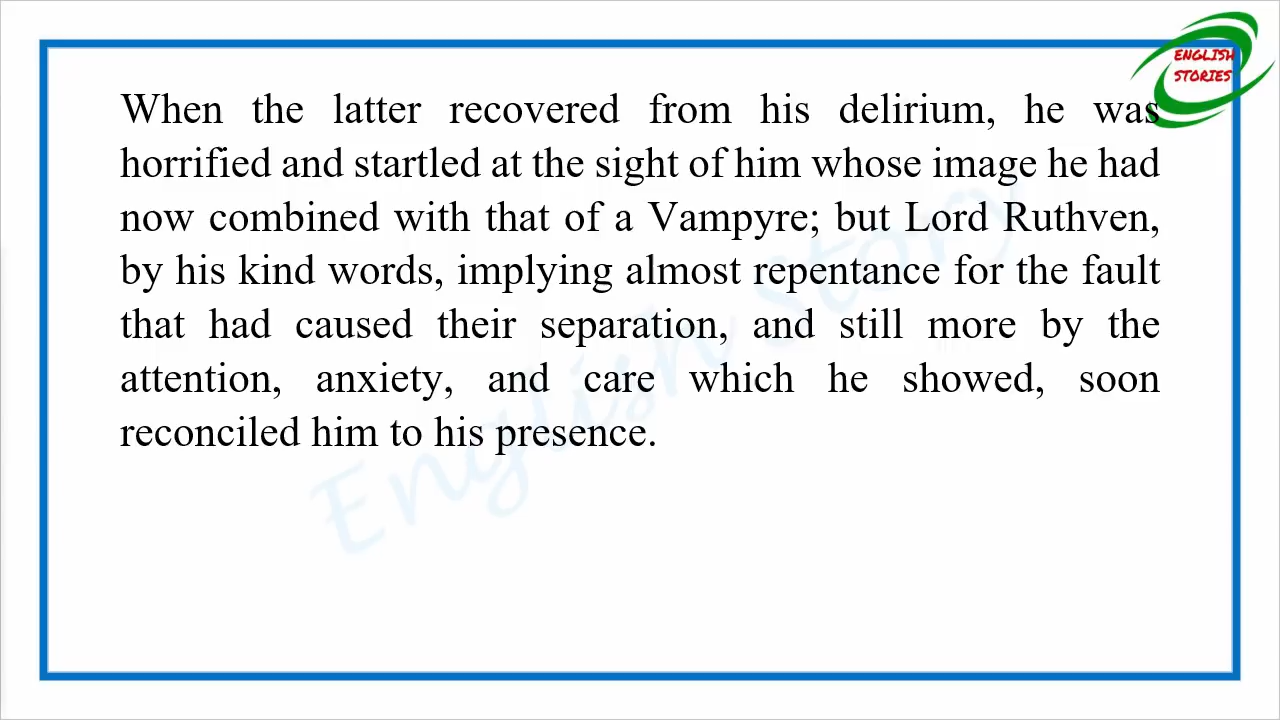 ENGLISH
STORIES
When the latter recovered from his delirium, he was
horrified and startled at the sight of him whose image he had
now combined with that of a Vampyre; but Lord Ruthven,
by his kind words, implying almost repentance for the fault
that had caused their separation, and still more by the
attention, anxiety, and care which he showed, soon
reconciled him to his presence.
English Story